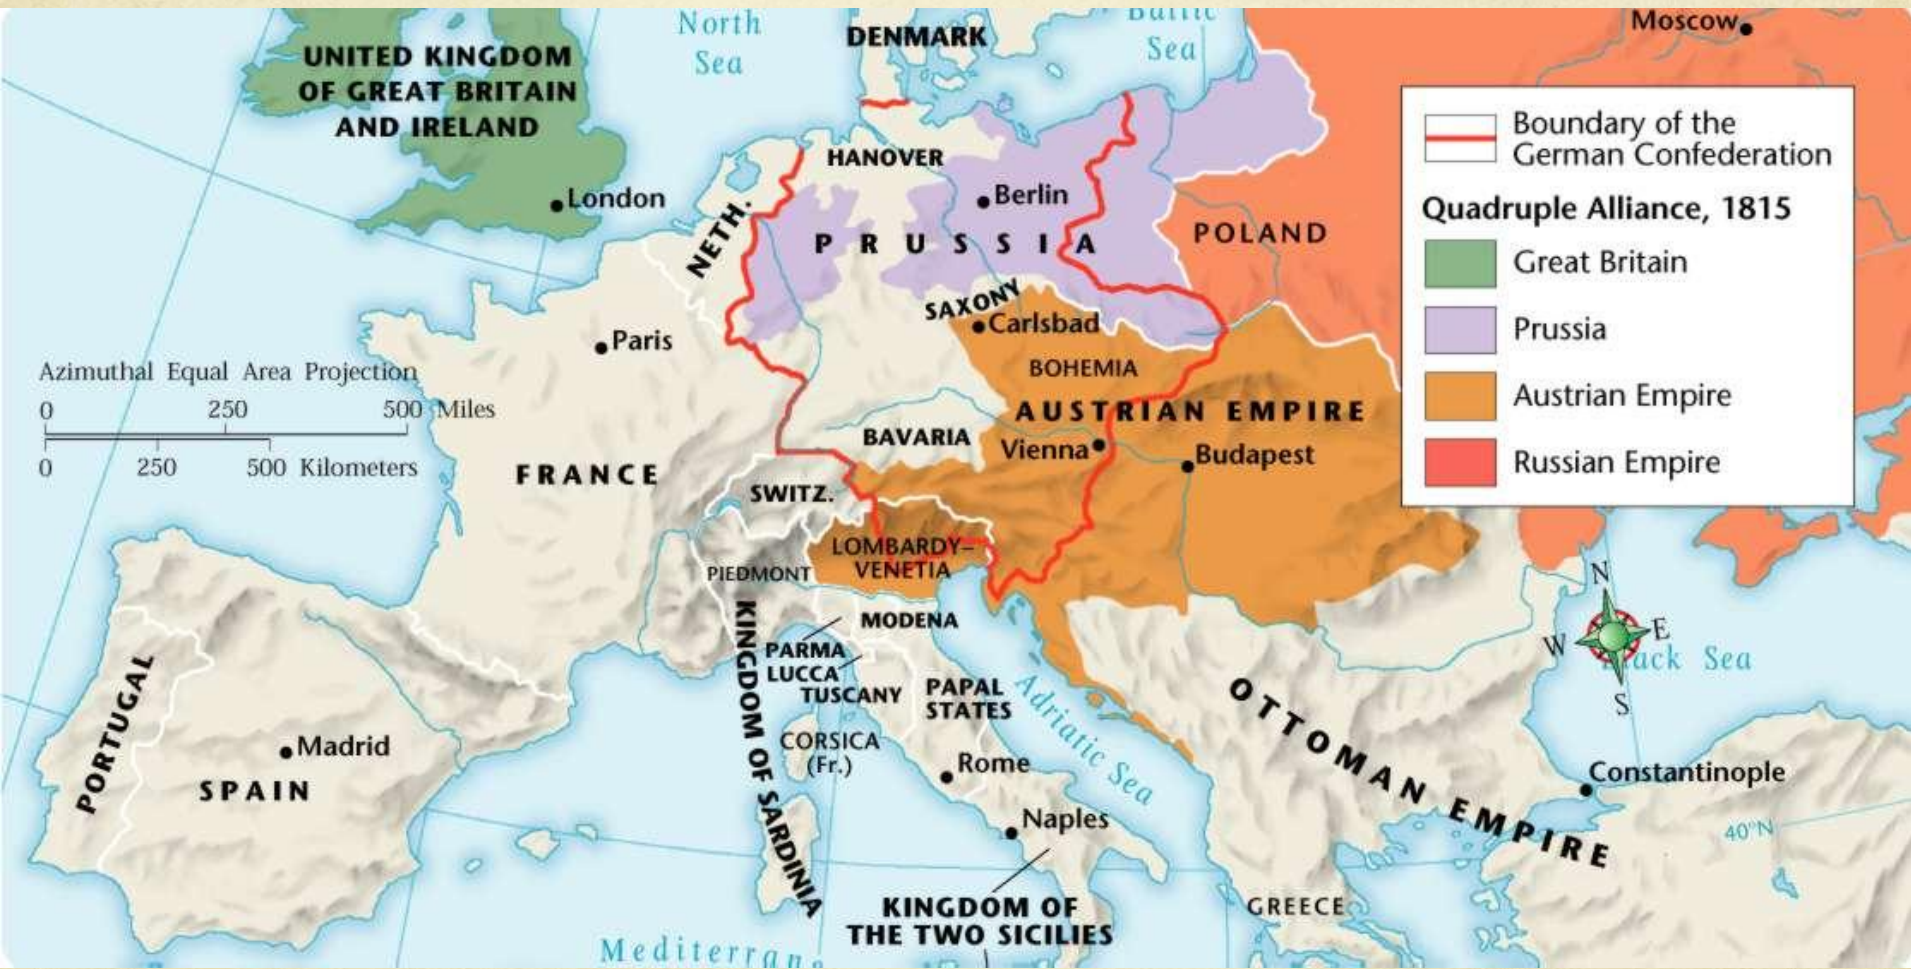 North
Sea
DENMARK
Baltic
Sea
Moscow
UNITED KINGDOM
OF GREAT BRITAIN
AND IRELAND
London
HANOVER
NETH.
Berlin
PRUSSIA
POLAND
SAXONY
Carlsbad
BOHEMIA
AUSTRIAN EMPIRE
Vienna
Budapest
BAVARIA
Paris
FRANCE
SWITZ.
LOMBARDY–
VENETIA
PIEDMONT
KINGDOM OF SARDINIA
MODENA
PARMA
LUCCA
TUSCANY
PAPAL
STATES
CORSICA
(Fr.)
Rome
Naples
KINGDOM OF
THE TWO SICILIES
Adriatic Sea
PORTUGAL
Madrid
SPAIN
OTTOMAN EMPIRE
Constantinople
GREECE
Black Sea
40°N
N
W
E
S
Azimuthal Equal Area Projection
0 250 500 Miles
0 250 500 Kilometers
Boundary of the
German Confederation
Quadruple Alliance, 1815
Great Britain
Prussia
Austrian Empire
Russian Empire